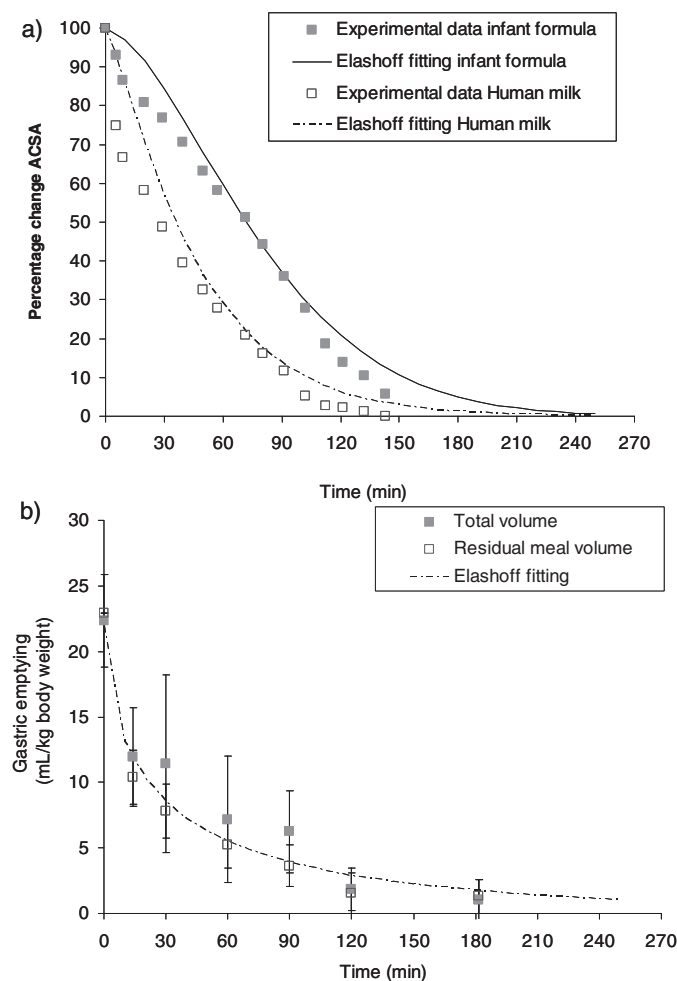 a)
Experimental data infant formula
Elashoff fitting infant formula
Experimental data Human milk
Elashoff fitting Human milk
Percentage change ACSA
100
90
80
70
60
50
40
30
20
10
0
0 30 60 90 120 150 180 210 240 270
Time (min)
b)
Total volume
Residual meal volume
Elashoff fitting
Gastric emptying
(mL/kg body weight)
30
25
20
15
10
5
0
0 30 60 90 120 150 180 210 240 270
Time (min)